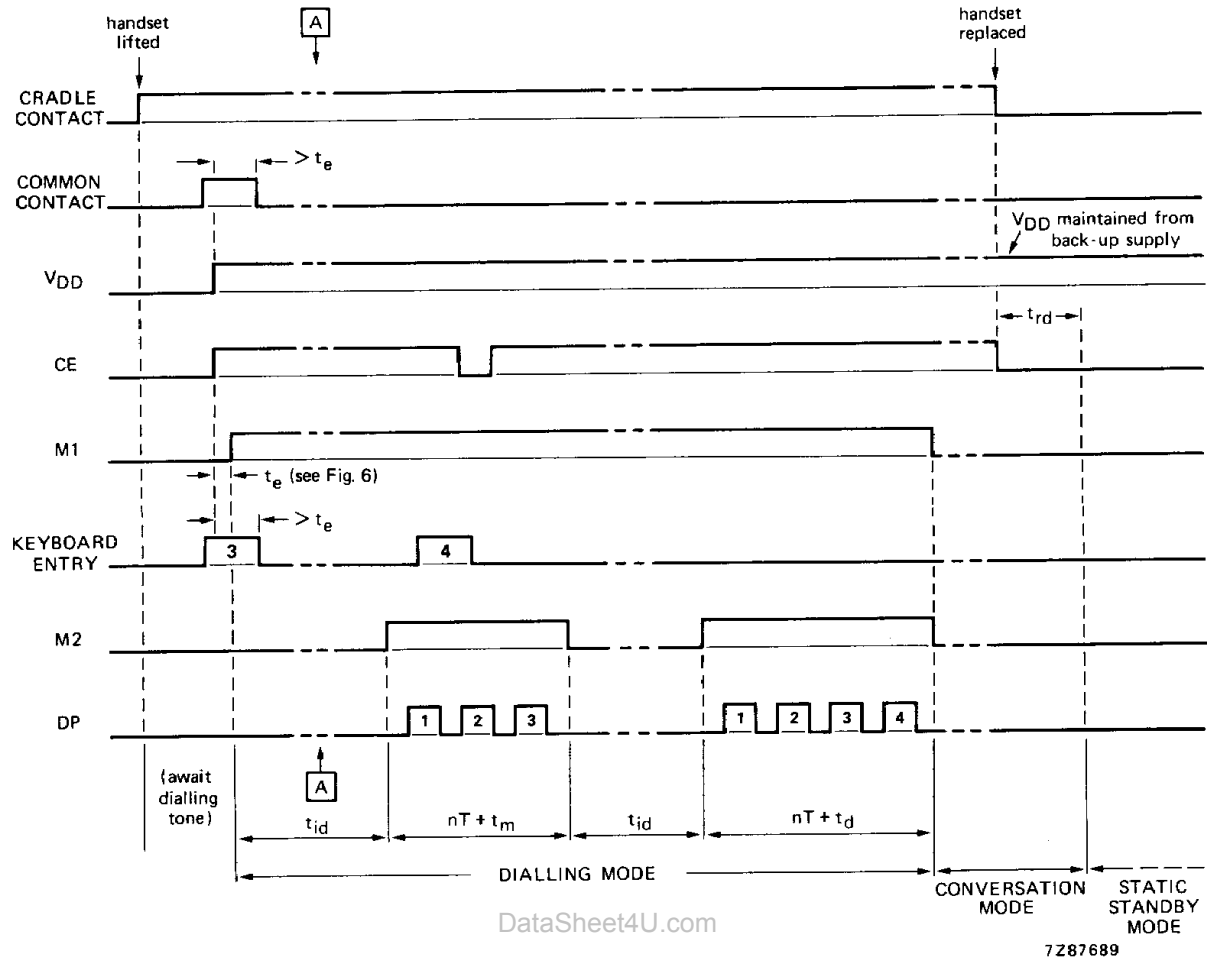 handset
lifted
A
handset
replaced
CRADLE
CONTACT
> te
COMMON
CONTACT
VDD maintained from
back-up supply
VDD
trd
CE
M1
te (see Fig. 6)
> te
KEYBOARD
ENTRY
3
4
M2
DP
1 2 3
1 2 3 4
(await
dialling
tone)
A
tid
nT + tm
tid
nT + td
DIALLING MODE
CONVERSATION
MODE
STATIC
STANDBY
MODE
DataSheet4U.com
7Z87689